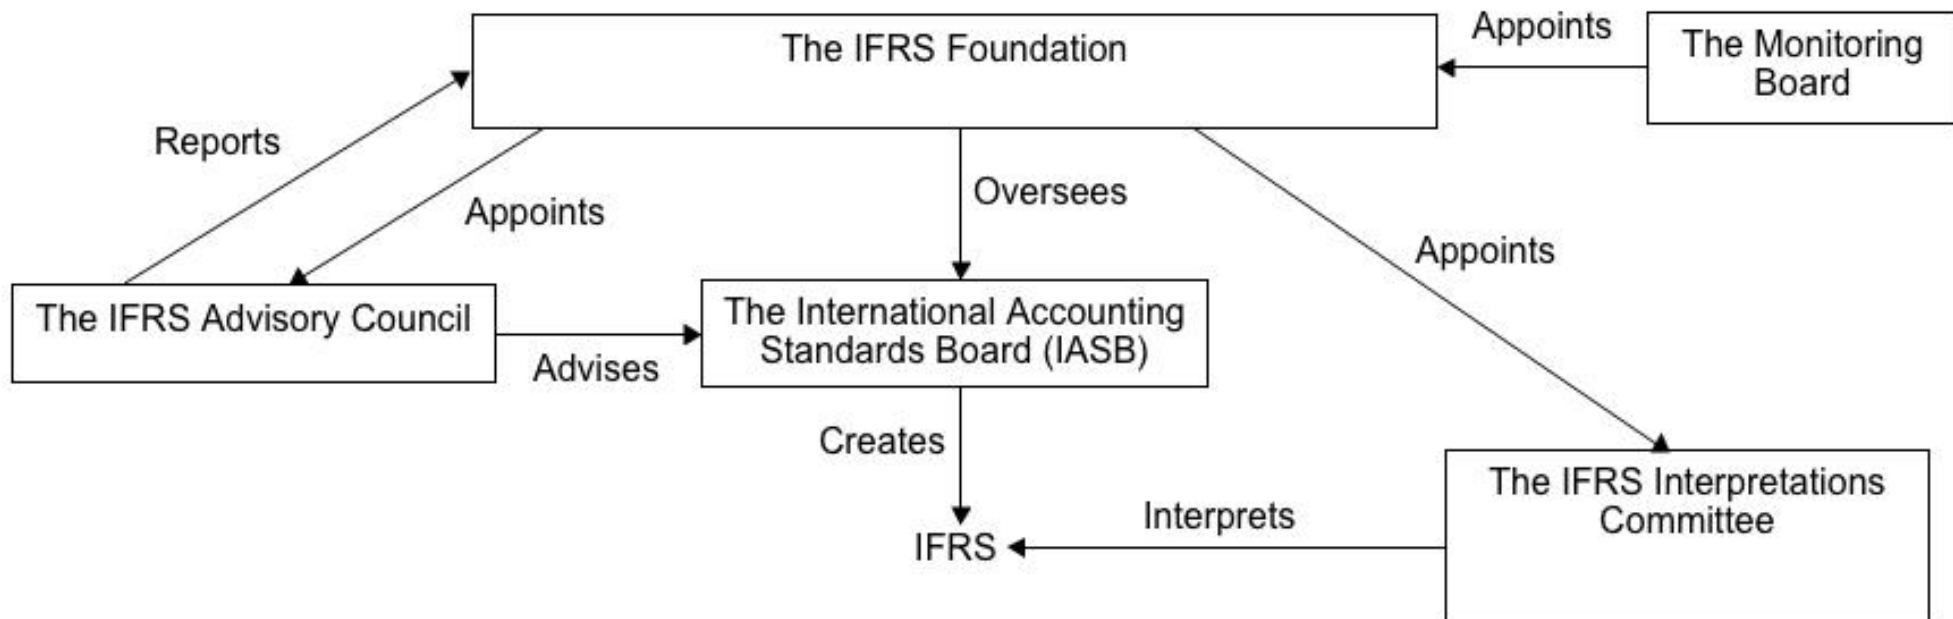 The IFRS Foundation
Appoints
The Monitoring
Board
Reports
Appoints
Oversees
Appoints
The IFRS Advisory Council
Advises
The International Accounting
Standards Board (IASB)
Creates
The IFRS Interpretations
Committee
Interprets
IFRS